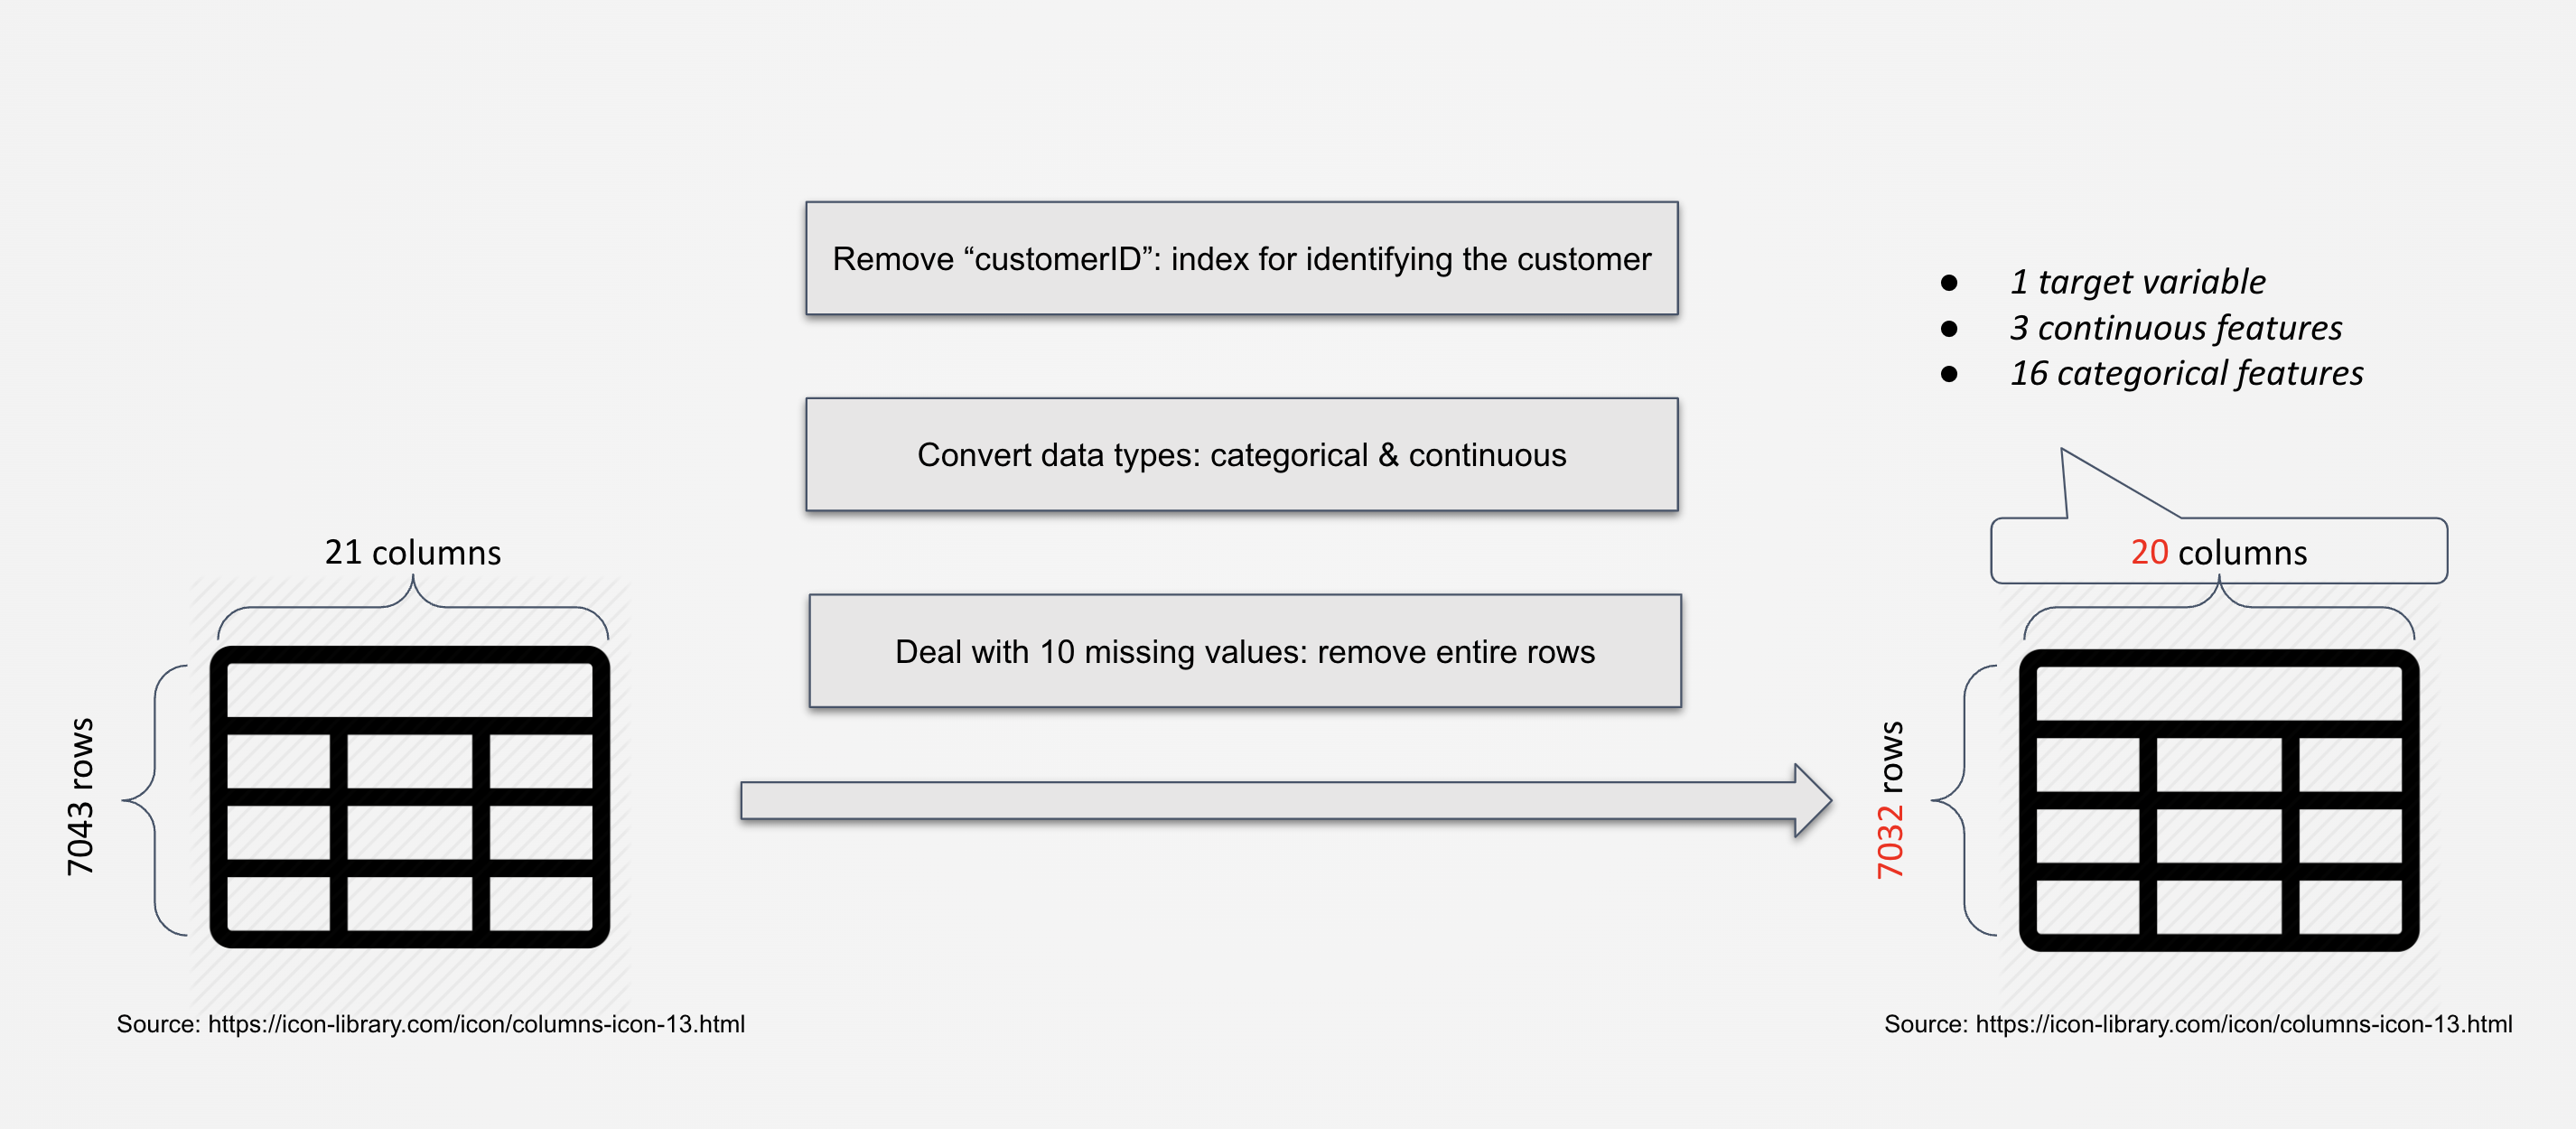 Remove “customerID”: index for identifying the customer
Convert data types: categorical & continuous
Deal with 10 missing values: remove entire rows
21 columns
7043 rows
Source: https://icon-library.com/icon/columns-icon-13.html
● 1 target variable
● 3 continuous features
● 16 categorical features
20 columns
7032 rows
Source: https://icon-library.com/icon/columns-icon-13.html